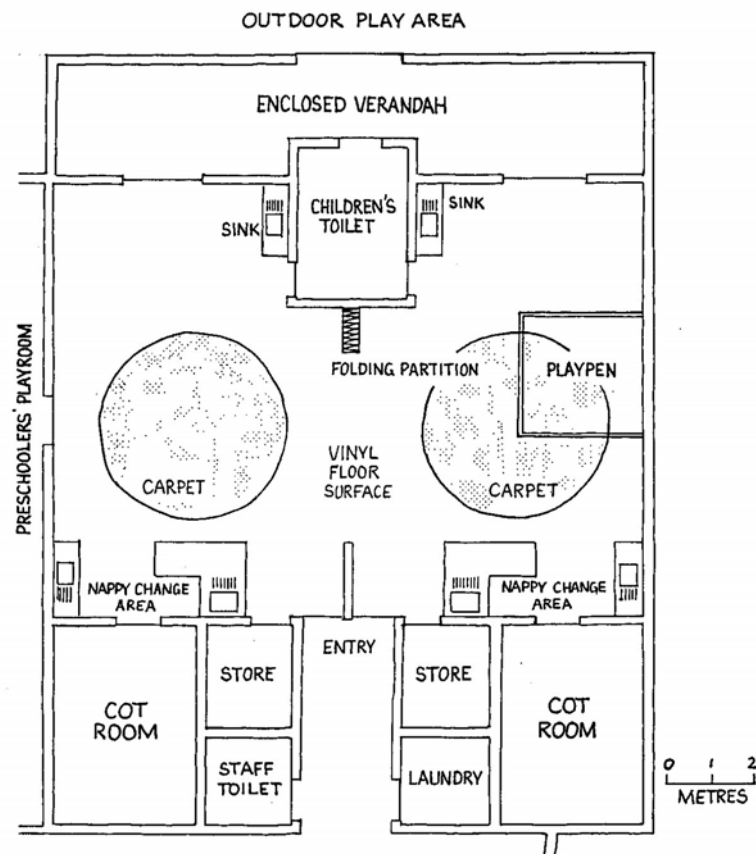 OUTDOOR PLAY AREA
ENCLOSED VERANDAH
CHILDREN'S
TOILET
SINK
SINK
PRESCHOOLERS' PLAYROOM
FOLDING PARTITION
PLAYPEN
VINYL
FLOOR
SURFACE
CARPET
CARPET
NAPPY CHANGE
AREA
NAPPY CHANGE
AREA
ENTRY
STORE
STORE
COT
ROOM
COT
ROOM
STAFF
TOILET
LAUNDRY
0 1 2
METRES